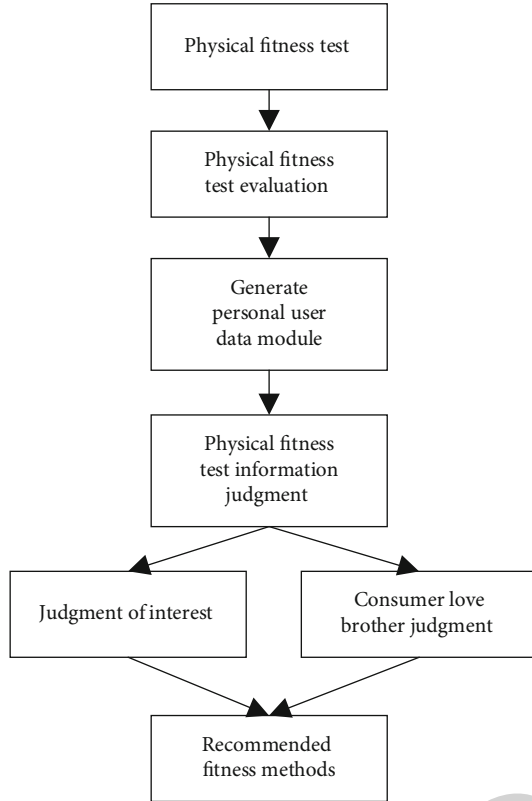 Physical fitness test
Physical fitness
test evaluation
Generate
personal user
data module
Physical fitness
test information
judgment
Judgment of interest
Consumer love
brother judgment
Recommended
fitness methods